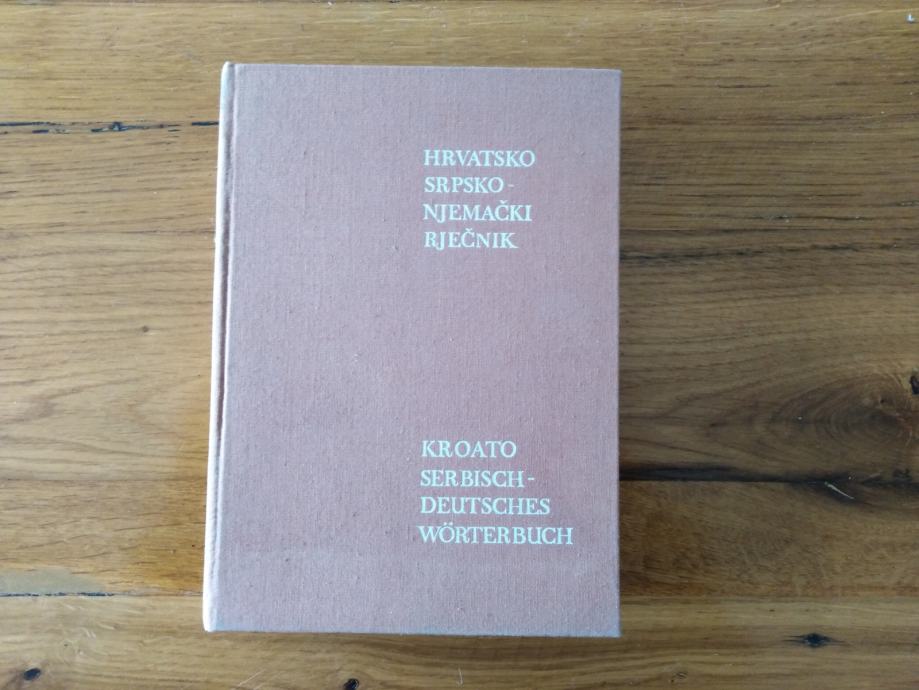 HRVATSKO
SRPSKO-
NJEMAČKI
RJEČNIK
KROATO
SERBISCH-
DEUTSCHES
WÖRTERBUCH